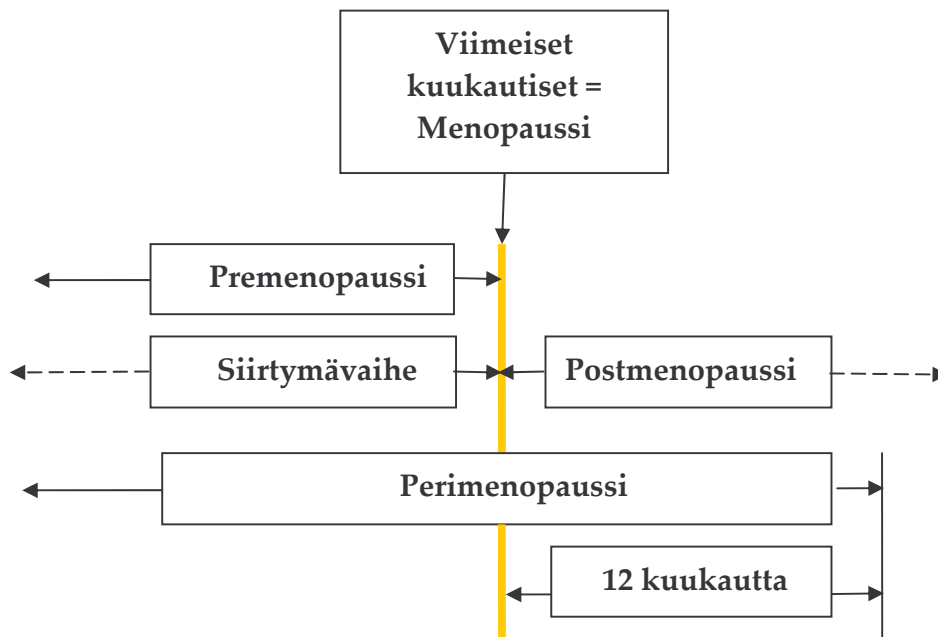 Viimeiset
kuukautiset =
Menopaussi
Premenopaussi
Siirtymävaihe
Postmenopaussi
Perimenopaussi
12 kuukautta